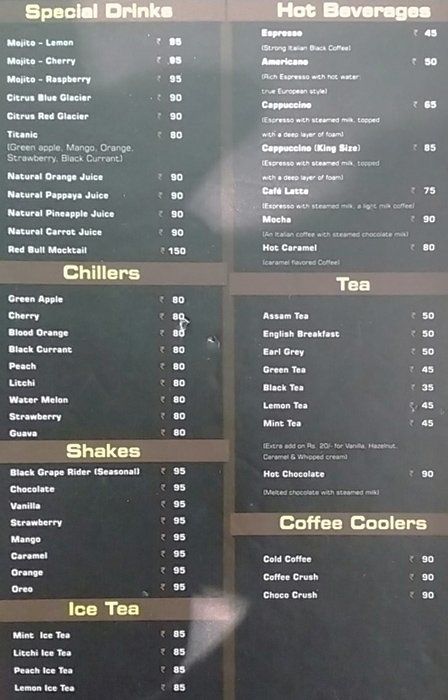 Special Drinks
Mojito - Lemon ₹ 95
Mojito - Cherry ₹ 95
Mojito - Raspberry ₹ 95
Citrus Blue Glacier ₹ 90
Citrus Red Glacier ₹ 90
Titanic ₹ 80
(Green apple, Mango, Orange,
Strawberry, Black Currant)
Natural Orange Juice ₹ 90
Natural Pappaya Juice ₹ 90
Natural Pineapple Juice ₹ 90
Natural Carrot Juice ₹ 90
Red Bull Mocktail ₹ 150
Chillers
Green Apple ₹ 80
Cherry ₹ 80
Blood Orange ₹ 80
Black Currant ₹ 80
Peach ₹ 80
Litchi ₹ 80
Water Melon ₹ 80
Strawberry ₹ 80
Guava ₹ 80
Shakes
Black Grape Rider (Seasonal) ₹ 95
Chocolate ₹ 95
Vanilla ₹ 95
Strawberry ₹ 95
Mango ₹ 95
Caramel ₹ 95
Orange ₹ 95
Oreo ₹ 95
Ice Tea
Mint Ice Tea ₹ 85
Litchi Ice Tea ₹ 85
Peach Ice Tea ₹ 85
Lemon Ice Tea ₹ 85
Hot Beverages
Espresso ₹ 45
(Strong Italian Black Coffee)
Americano ₹ 50
(Rich Espresso with hot water:
true European style)
Cappuccino ₹ 65
(Espresso with steamed milk, topped
with a deep layer of foam)
Cappuccino (King Size) ₹ 85
(Espresso with steamed milk, topped
with a deep layer of foam)
Café Latte ₹ 75
(Espresso with steamed milk, a light milk coffee)
Mocha ₹ 90
(An Italian coffee with steamed chocolate milk)
Hot Caramel ₹ 80
(caramel flavored Coffee)
Tea
Assam Tea ₹ 50
English Breakfast ₹ 50
Earl Grey ₹ 50
Green Tea ₹ 45
Black Tea ₹ 35
Lemon Tea ₹ 45
Mint Tea ₹ 45
(Extra add on Rs. 20/- for Vanilla, Hazelnut,
Caramel & Whipped cream)
Hot Chocolate ₹ 90
(Melted chocolate with steamed milk)
Coffee Coolers
Cold Coffee ₹ 90
Coffee Crush ₹ 90
Choco Crush ₹ 90